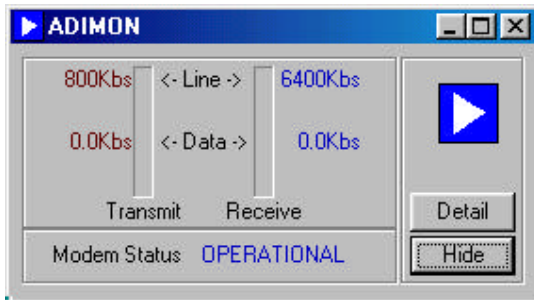 ADIMON
800Kbs <- Line -> 6400Kbs
0.0Kbs <- Data -> 0.0Kbs
Transmit Receive
Detail
Modem Status OPERATIONAL
Hide